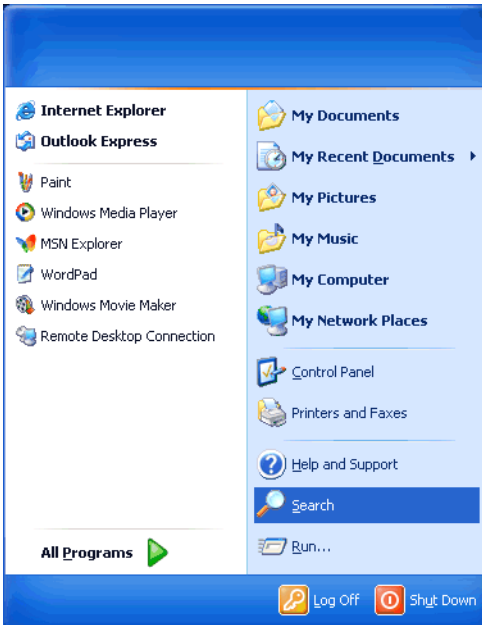 Internet Explorer
Outlook Express
Paint
Windows Media Player
MSN Explorer
WordPad
Windows Movie Maker
Remote Desktop Connection
All Programs
My Documents
My Recent Documents
My Pictures
My Music
My Computer
My Network Places
Control Panel
Printers and Faxes
Help and Support
Search
Run...
Log Off
Shut Down